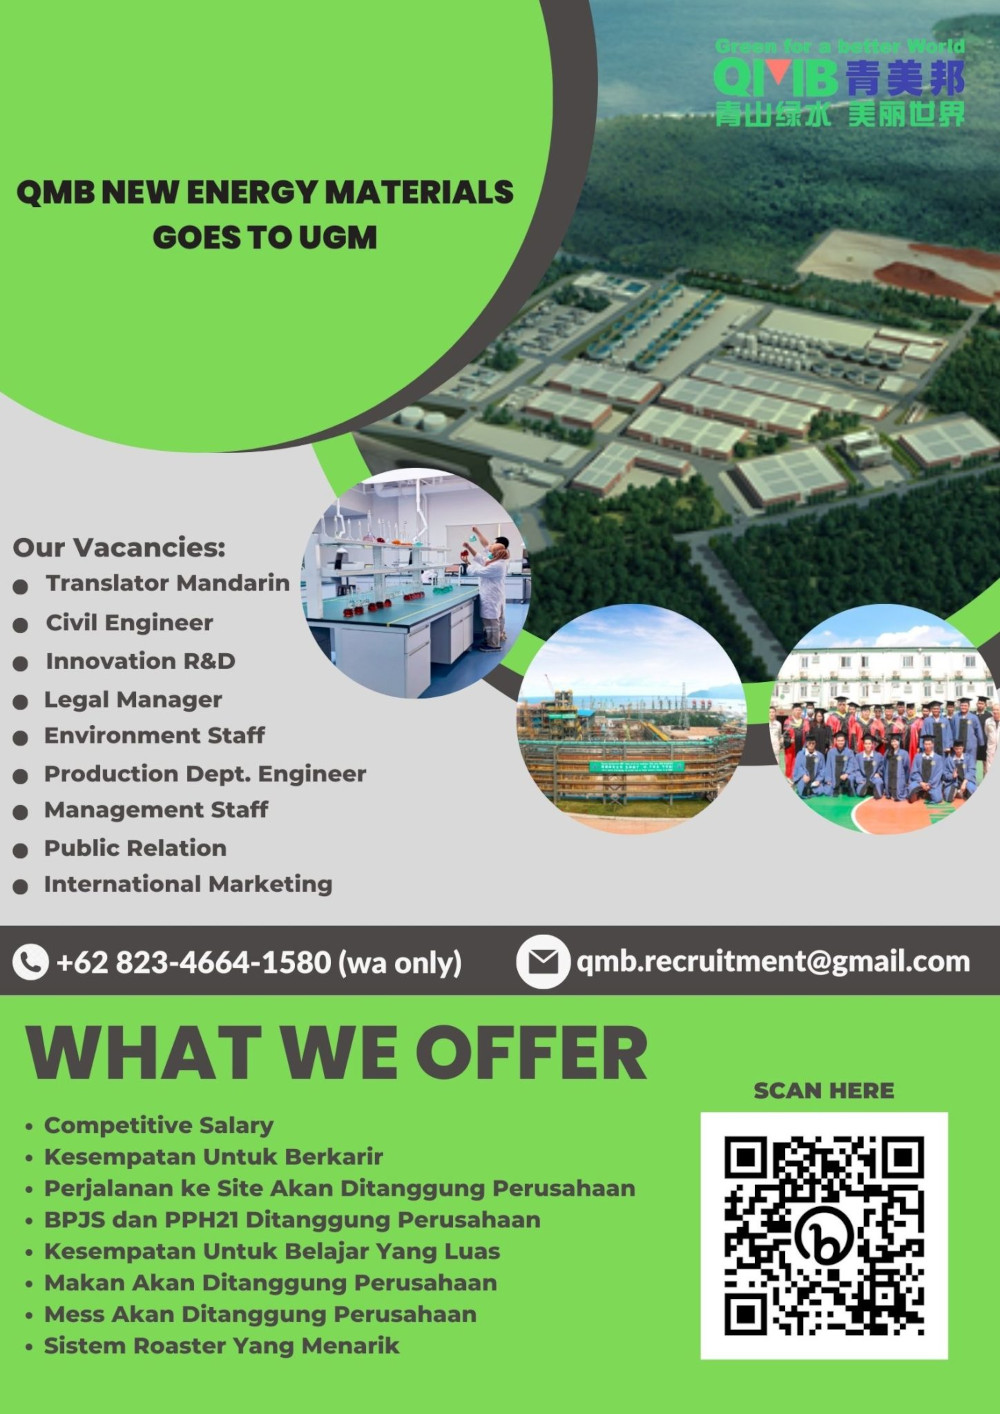 Green for a better World
QMB 青美邦
青山绿水 美丽世界
QMB NEW ENERGY MATERIALS
GOES TO UGM
Our Vacancies:
Translator Mandarin
Civil Engineer
Innovation R&D
Legal Manager
Environment Staff
Production Dept. Engineer
Management Staff
Public Relation
International Marketing
+62 823-4664-1580 (wa only)
qmb.recruitment@gmail.com
WHAT WE OFFER
Competitive Salary
Kesempatan Untuk Berkarir
Perjalanan ke Site Akan Ditanggung Perusahaan
BPJS dan PPH21 Ditanggung Perusahaan
Kesempatan Untuk Belajar Yang Luas
Makan Akan Ditanggung Perusahaan
Mess Akan Ditanggung Perusahaan
Sistem Roaster Yang Menarik
SCAN HERE
b